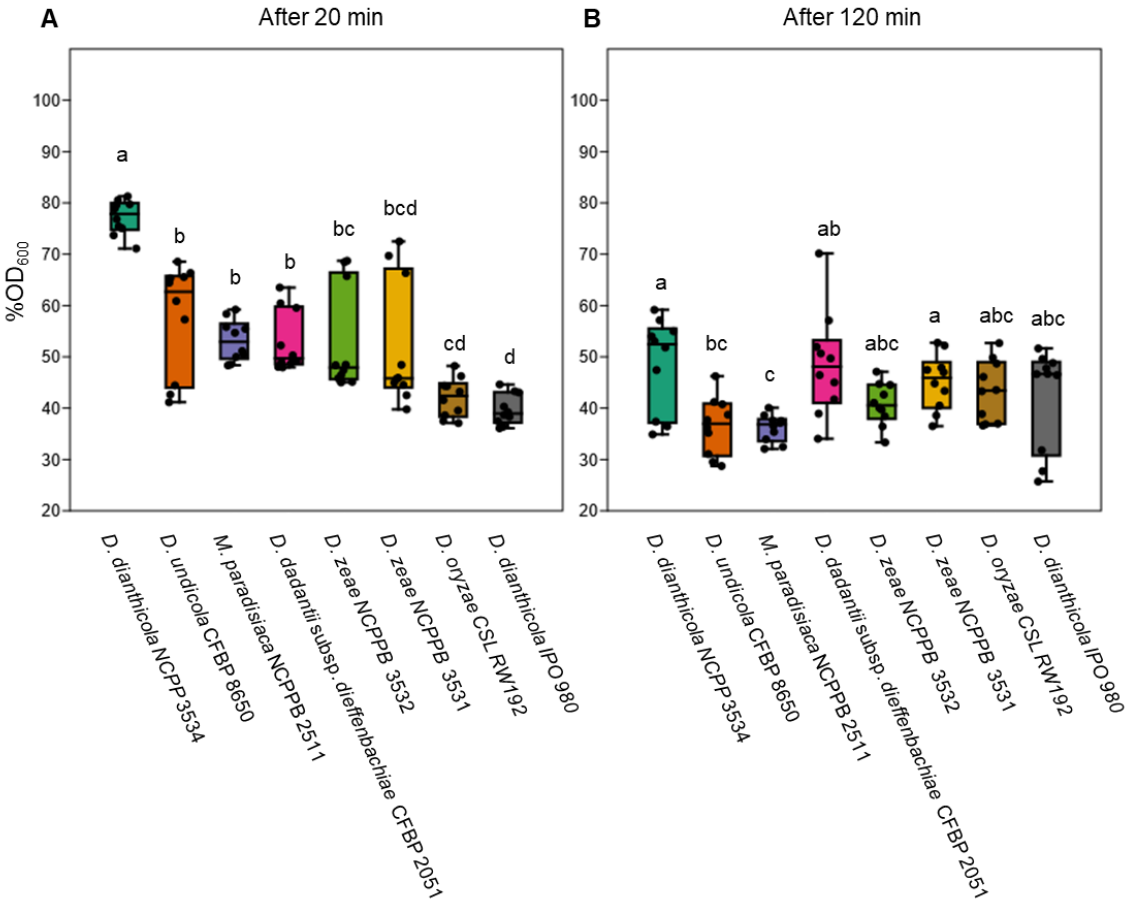 A After 20 min
B After 120 min
%OD600
100
90
80
70
60
50
40
30
20
a
b
b
b
bc
bcd
cd
d
D. dianthicola NCPP3534
D. undicola CFBP 8650
M. paradisiaca NCPPB 2511
D. dadantii subsp. dieffenbachiae CFBP 2051
D. zeae NCPPB 3532
D. zeae NCPPB 3531
D. oryzae CSL RW192
D. dianthicola IPO 980
100
90
80
70
60
50
40
30
20
a
bc
c
ab
abc
a
abc
abc
D. dianthicola NCPP3534
D. undicola CFBP 8650
M. paradisiaca NCPPB 2511
D. dadantii subsp. dieffenbachiae CFBP 2051
D. zeae NCPPB 3532
D. zeae NCPPB 3531
D. oryzae CSL RW192
D. dianthicola IPO 980